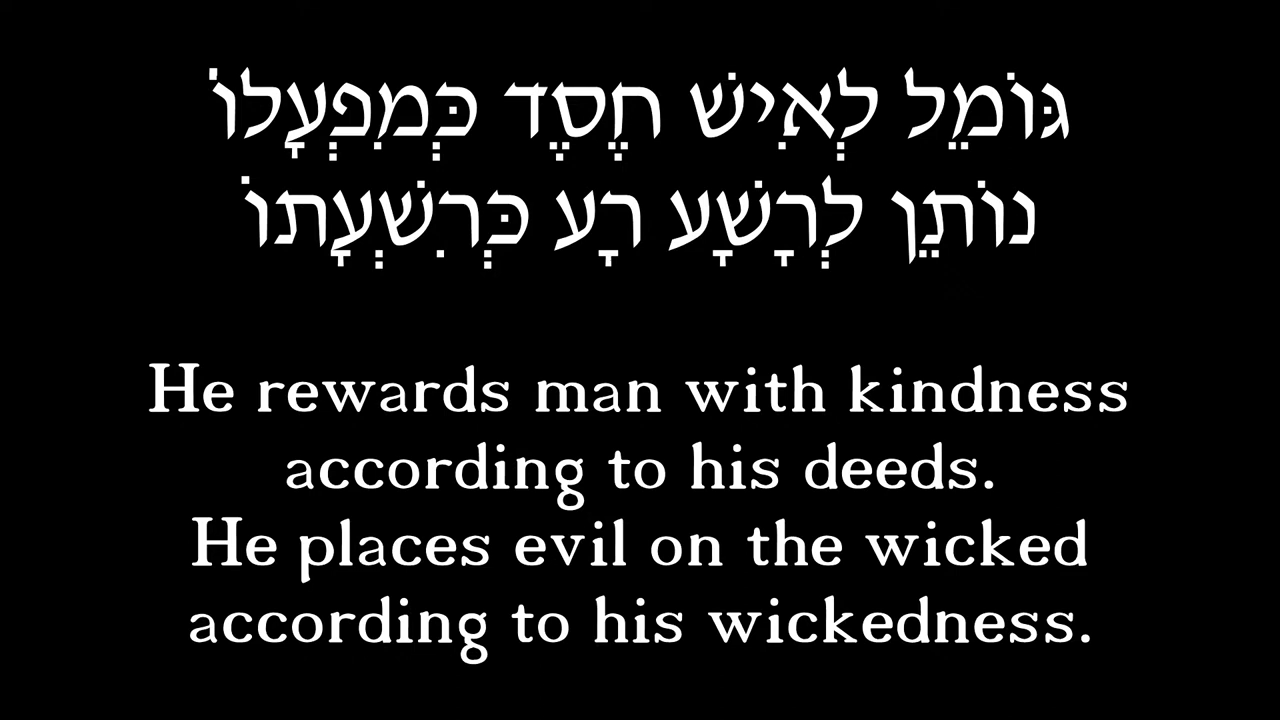 גּוֹמֵל לְאִישׁ חֶסֶד כְּמִפְעָלוֹ
נוֹתֵן לְרָשָׁע רָע כְּרִשְׁעָתוֹ
He rewards man with kindness
according to his deeds.
He places evil on the wicked
according to his wickedness.